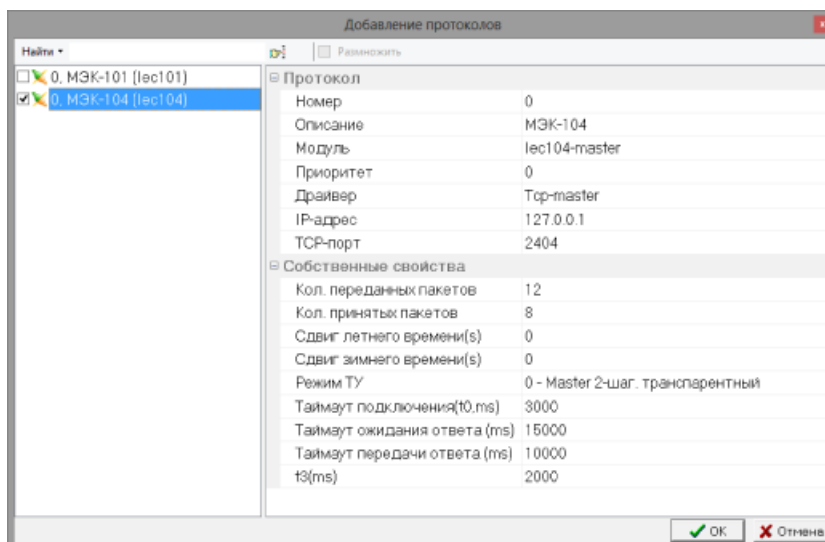 Добавление протоколов
Найти
Размножить
0, МЭК-101 (Iec101)
0, МЭК-104 (Iec104)
Протокол
Номер 0
Описание МЭК-104
Модуль Iec104-master
Приоритет 0
Драйвер Tcp-master
IP-адрес 127.0.0.1
TCP-порт 2404
Собственные свойства
Кол. переданных пакетов 12
Кол. принятых пакетов 8
Сдвиг летнего времени(s) 0
Сдвиг зимнего времени(s) 0
Режим ТУ 0 - Master 2-шаг. транспарентный
Таймаут подключения(t0,ms) 3000
Таймаут ожидания ответа (ms) 15000
Таймаут передачи ответа (ms) 10000
t3(ms) 2000
OK
Отмена